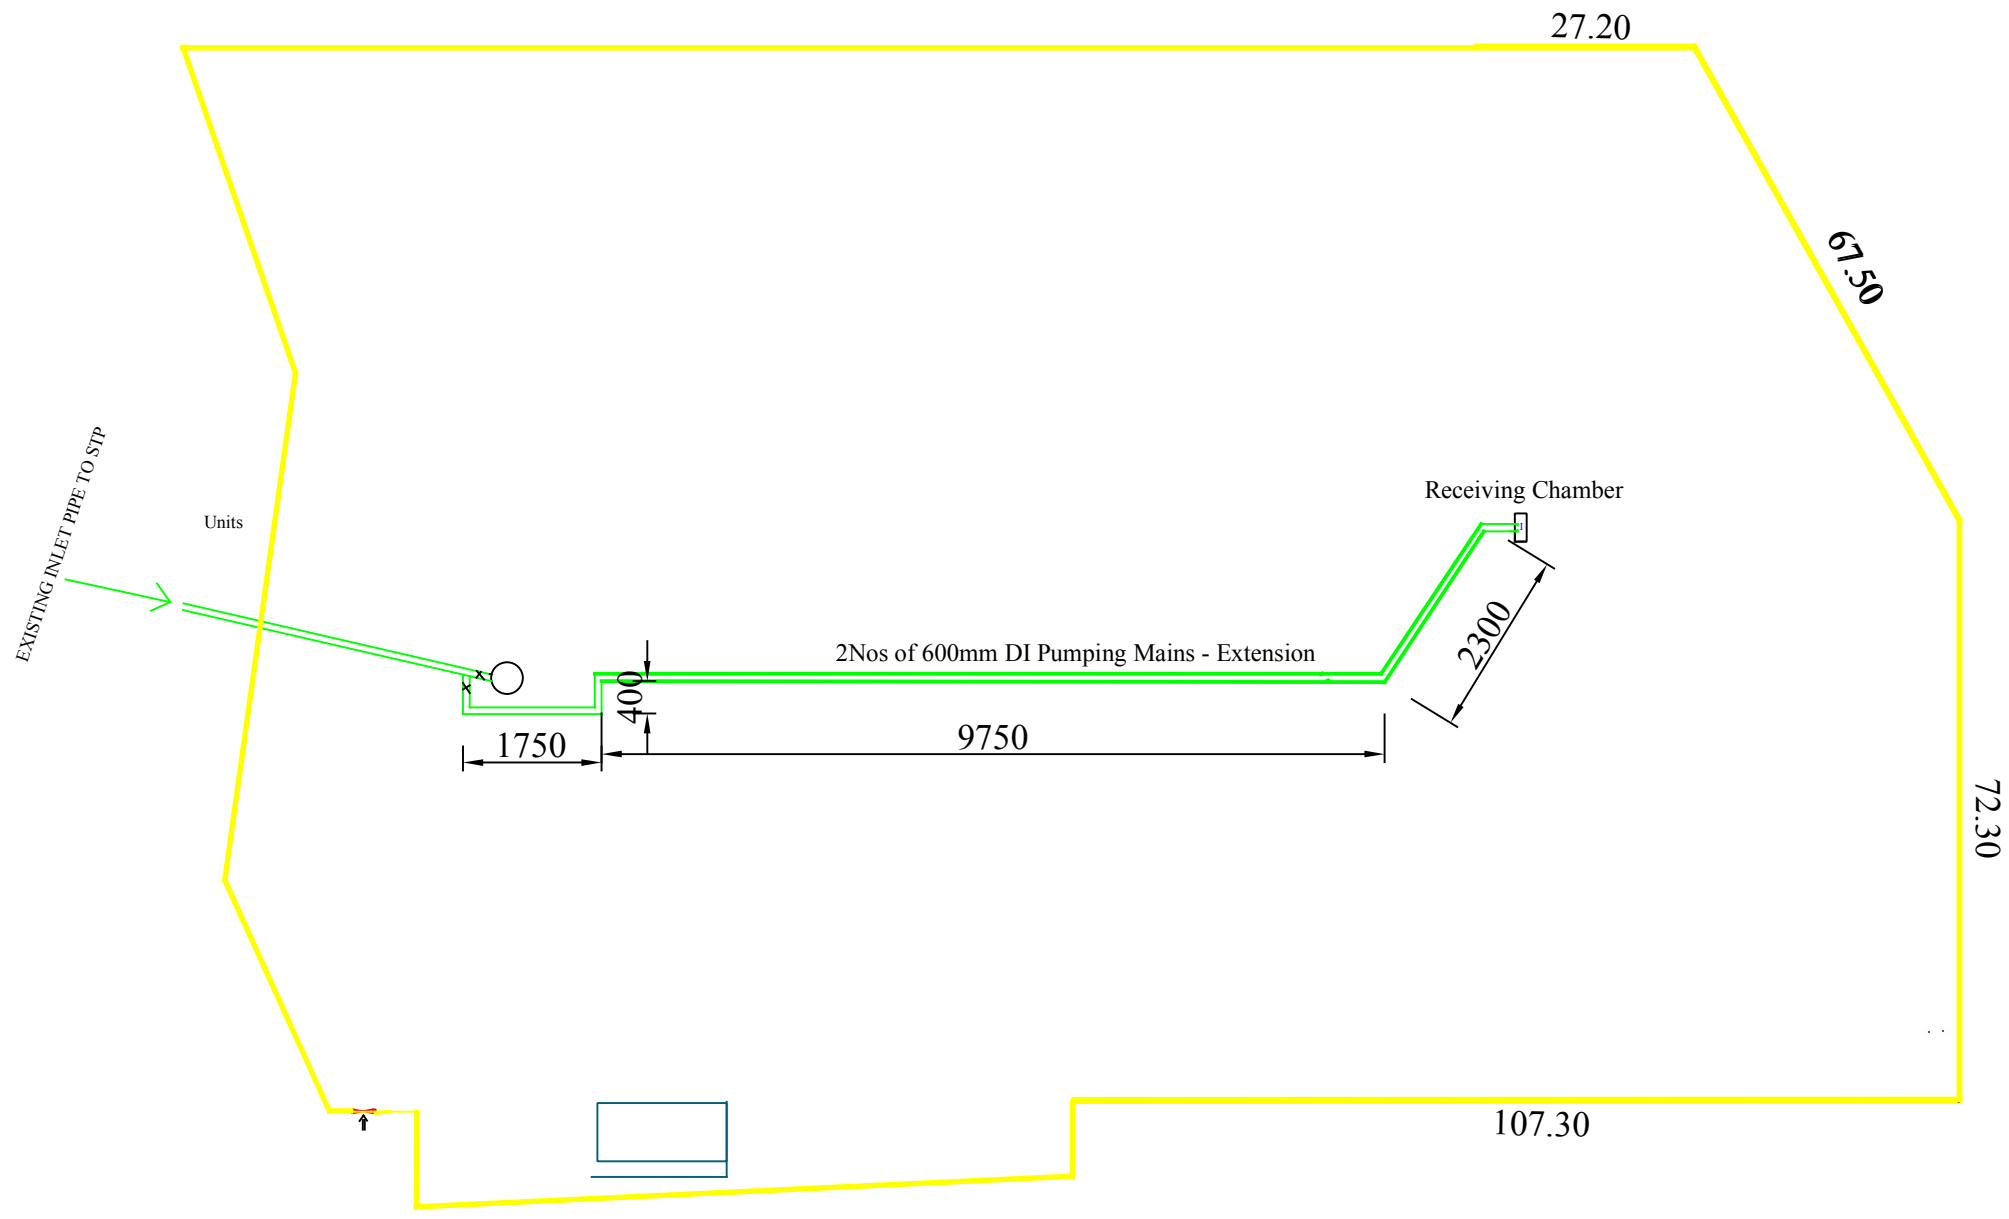 27.20
67.50
EXISTING INLET PIPE TO STP
Units
Receiving Chamber
I
2300
2Nos of 600mm DI Pumping Mains - Extension
x
x
400
1750
9750
72.30
107.30